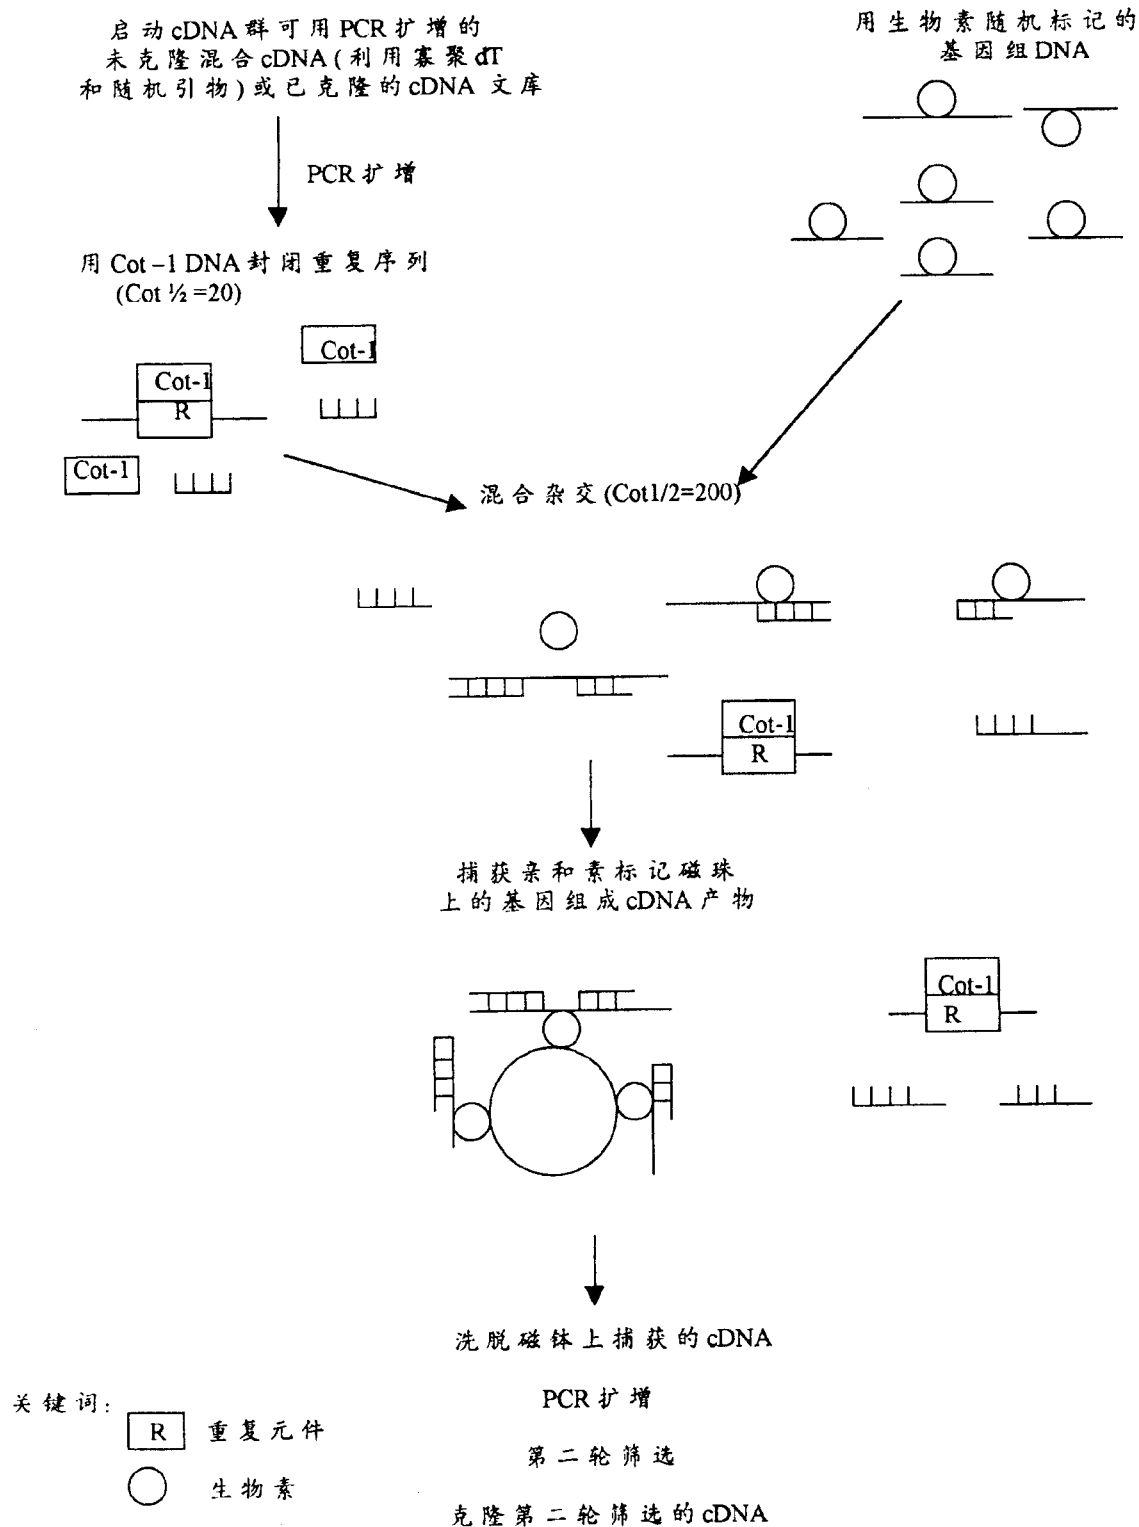 启动cDNA群可用PCR扩增的
未克隆混合cDNA(利用寡聚dT
和随机引物)或已克隆的cDNA文库
用生物素随机标记的
基因组DNA
PCR扩增
用Cot-1 DNA封闭重复序列
(Cot ½=20)
Cot-1
Cot-1
R
Cot-1
混合杂交(Cot1/2=200)
Cot-1
R
捕获亲和素标记磁珠
上的基因组成cDNA产物
Cot-1
R
洗脱磁钵上捕获的cDNA
PCR扩增
第二轮筛选
克隆第二轮筛选的cDNA
关键词:
R 重复元件
生物素